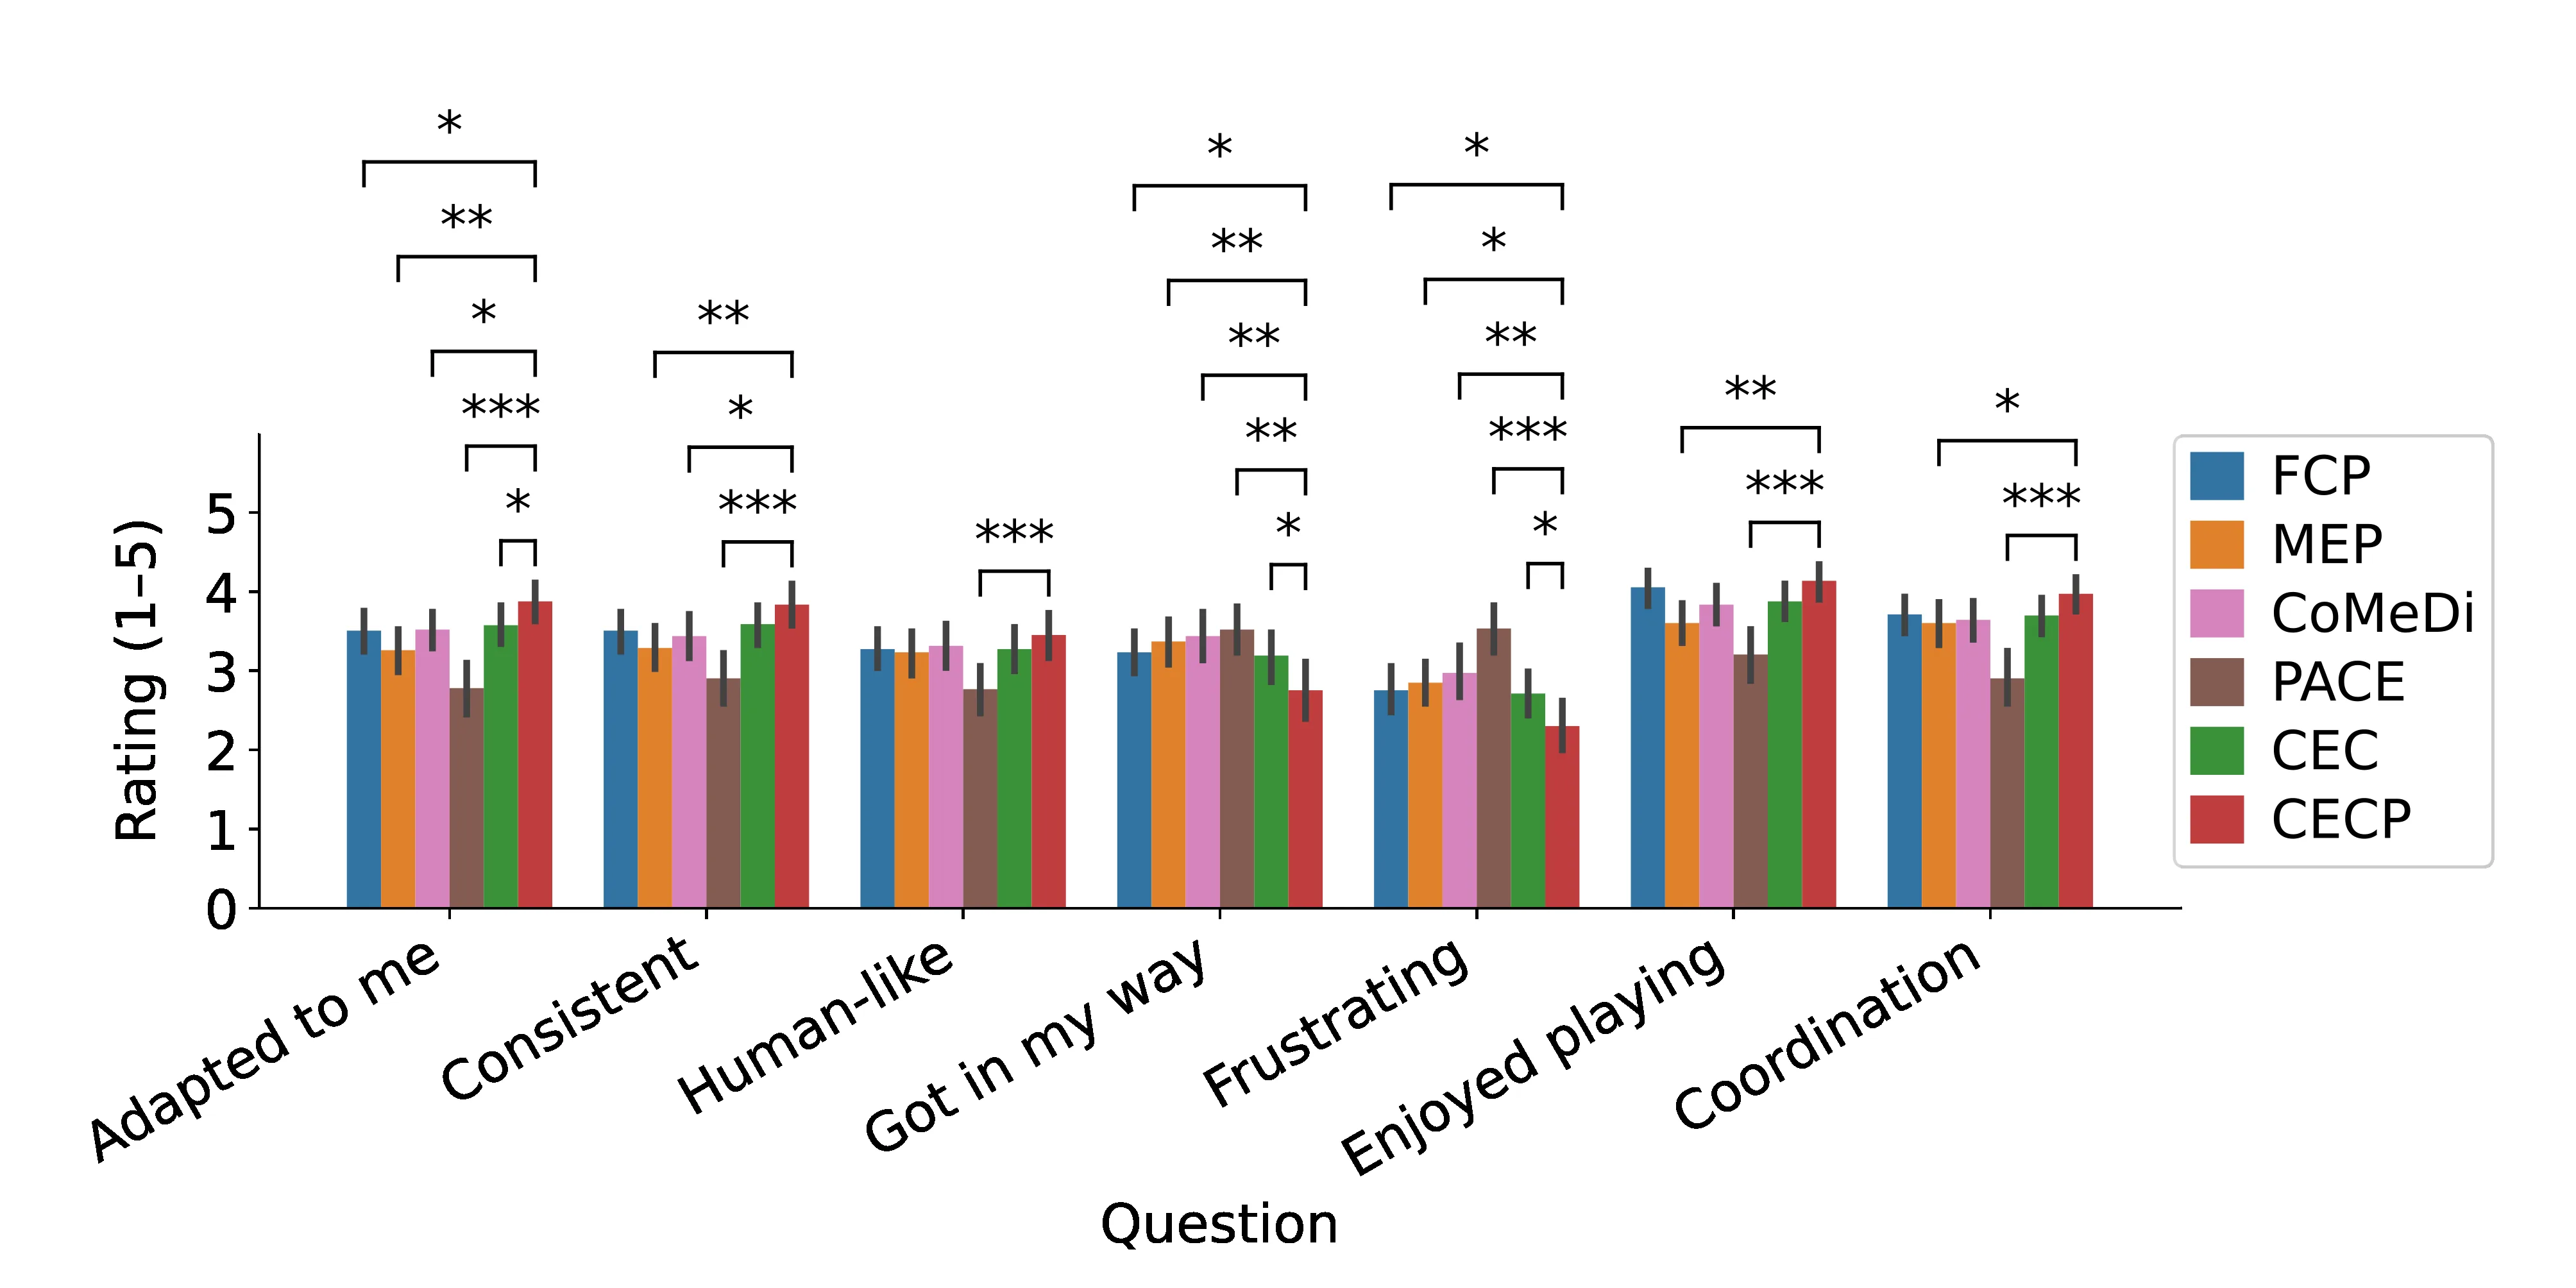 *
**
*
***
*
**
*
***
***
*
**
**
**
*
*
*
**
***
*
**
***
*
***
Rating (1–5)
5
4
3
2
1
0
Adapted to me
Consistent
Human-like
Got in my way
Frustrating
Enjoyed playing
Coordination
Question
FCP
MEP
CoMeDi
PACE
CEC
CECP